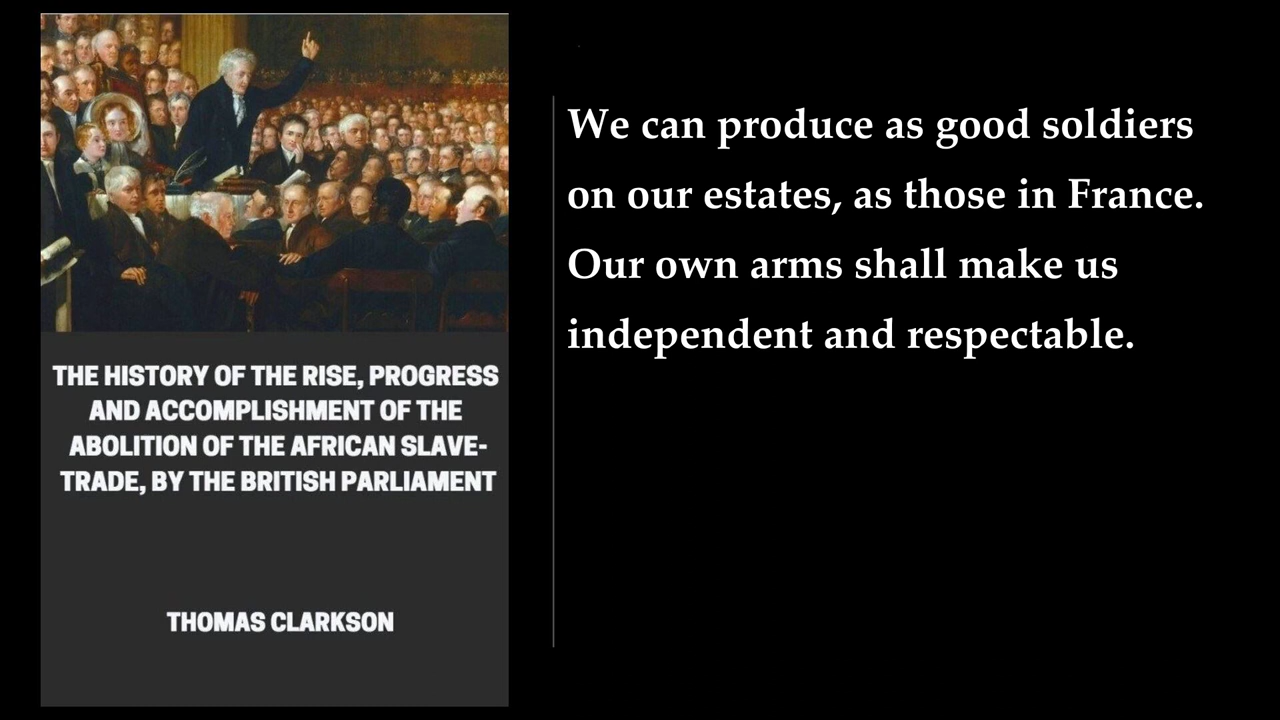 THE HISTORY OF THE RISE, PROGRESS
AND ACCOMPLISHMENT OF THE
ABOLITION OF THE AFRICAN SLAVE-
TRADE, BY THE BRITISH PARLIAMENT
THOMAS CLARKSON
We can produce as good soldiers
on our estates, as those in France.
Our own arms shall make us
independent and respectable.